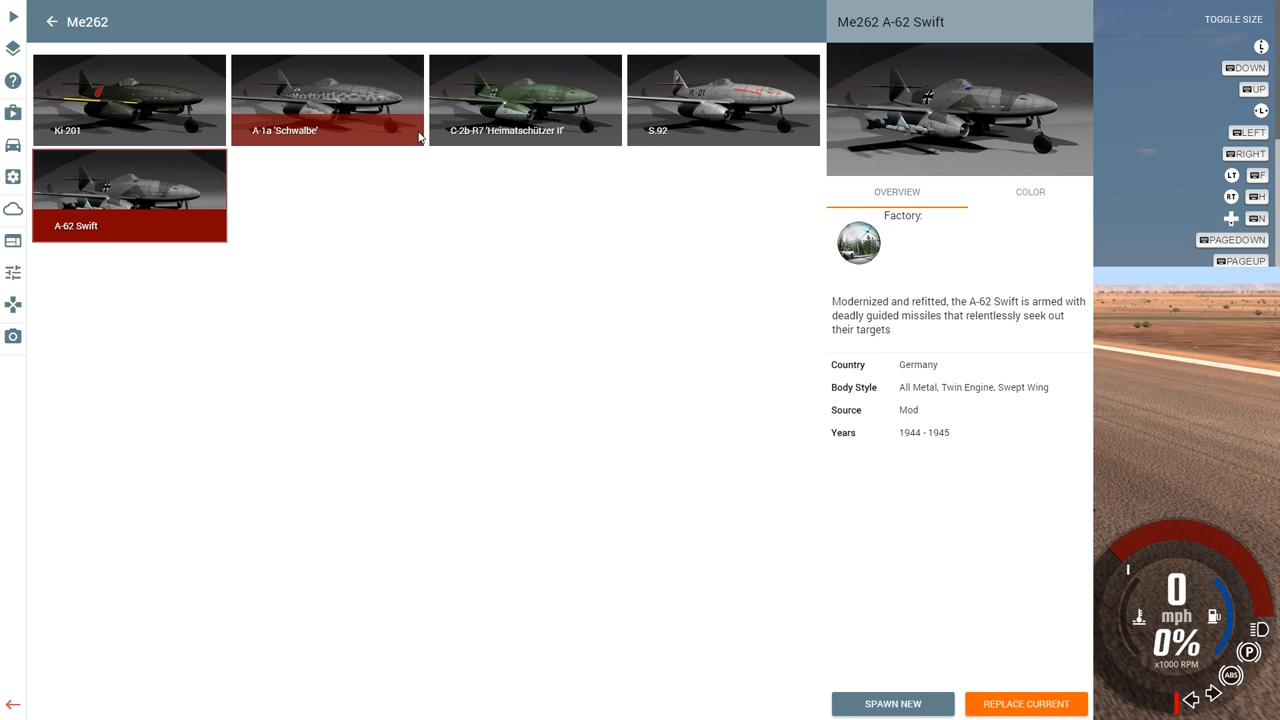 Me262
Ki-201
A-1a 'Schwalbe'
C-2b-R7 'Heimatschützer II'
S.92
A-62 Swift
Me262 A-62 Swift
OVERVIEW
COLOR
Factory:
Modernized and refitted, the A-62 Swift is armed with
deadly guided missiles that relentlessly seek out
their targets
Country Germany
Body Style All Metal, Twin Engine, Swept Wing
Source Mod
Years 1944 - 1945
SPAWN NEW
REPLACE CURRENT
TOGGLE SIZE
L
DOWN
UP
L
LEFT
RIGHT
LT F
RT H
N
PAGEDOWN
PAGEUP
0
mph
0%
x1000 RPM
P
ABS